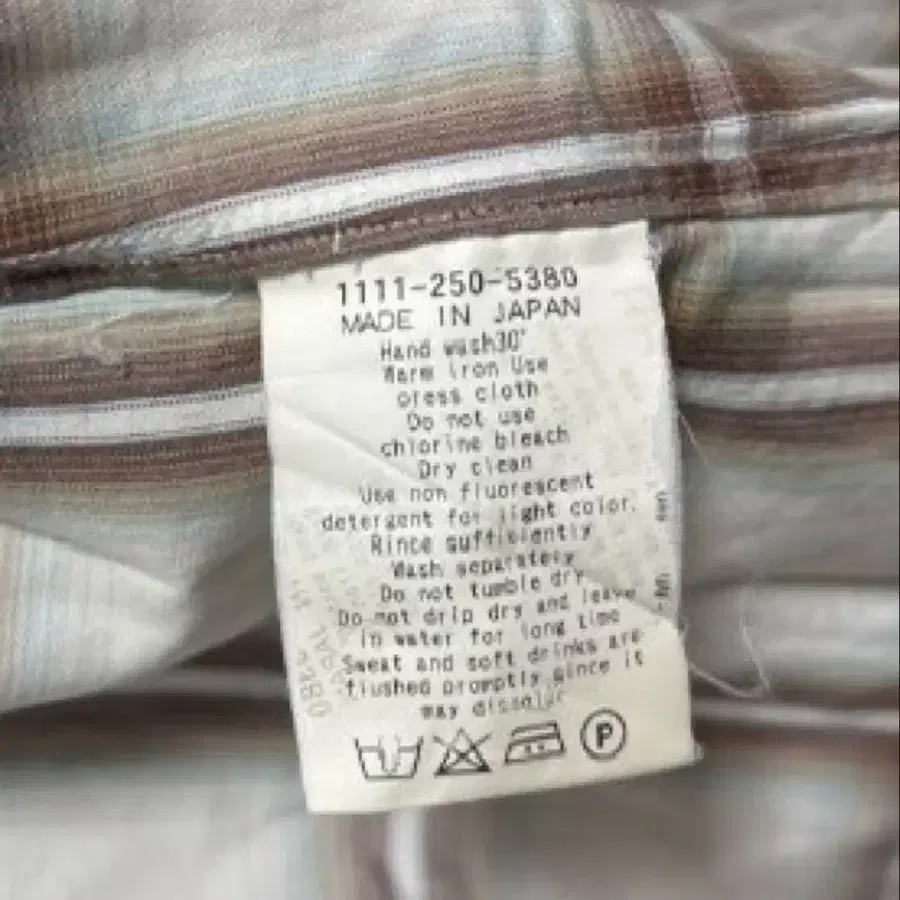 1111-250-5380
MADE IN JAPAN
Hand wash30°
Warm iron Use
press cloth
Do not use
chlorine bleach
Dry clean
Use non fluorescent
detergent for light color.
Rince sufficiently
Wash separately
Do not tumble dry
Do not drip dry and leave
in water for long time
Sweat and soft drinks are
flushed promptly since it
may discolor
P